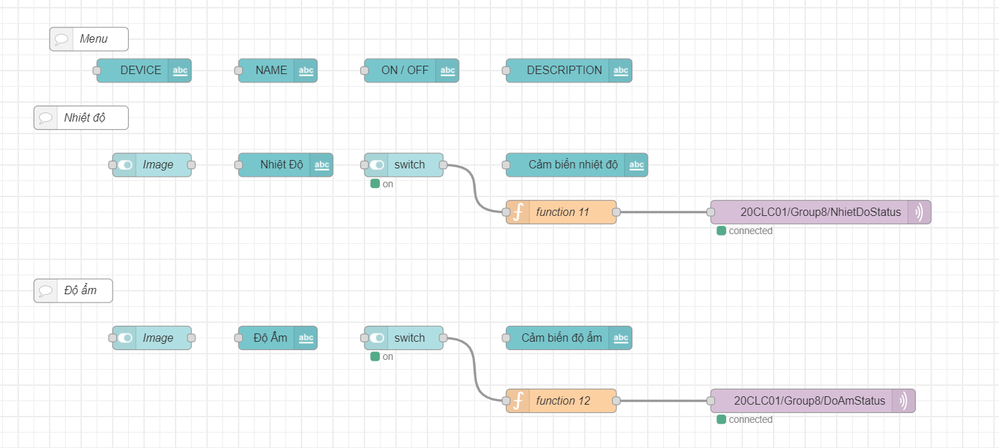 Menu
DEVICE abc
NAME abc
ON / OFF abc
DESCRIPTION abc
Nhiệt độ
Image
Nhiệt Độ abc
switch
on
Cảm biến nhiệt độ abc
function 11
20CLC01/Group8/NhietDoStatus
connected
Độ ẩm
Image
Độ Ẩm abc
switch
on
Cảm biến độ ẩm abc
function 12
20CLC01/Group8/DoAmStatus
connected